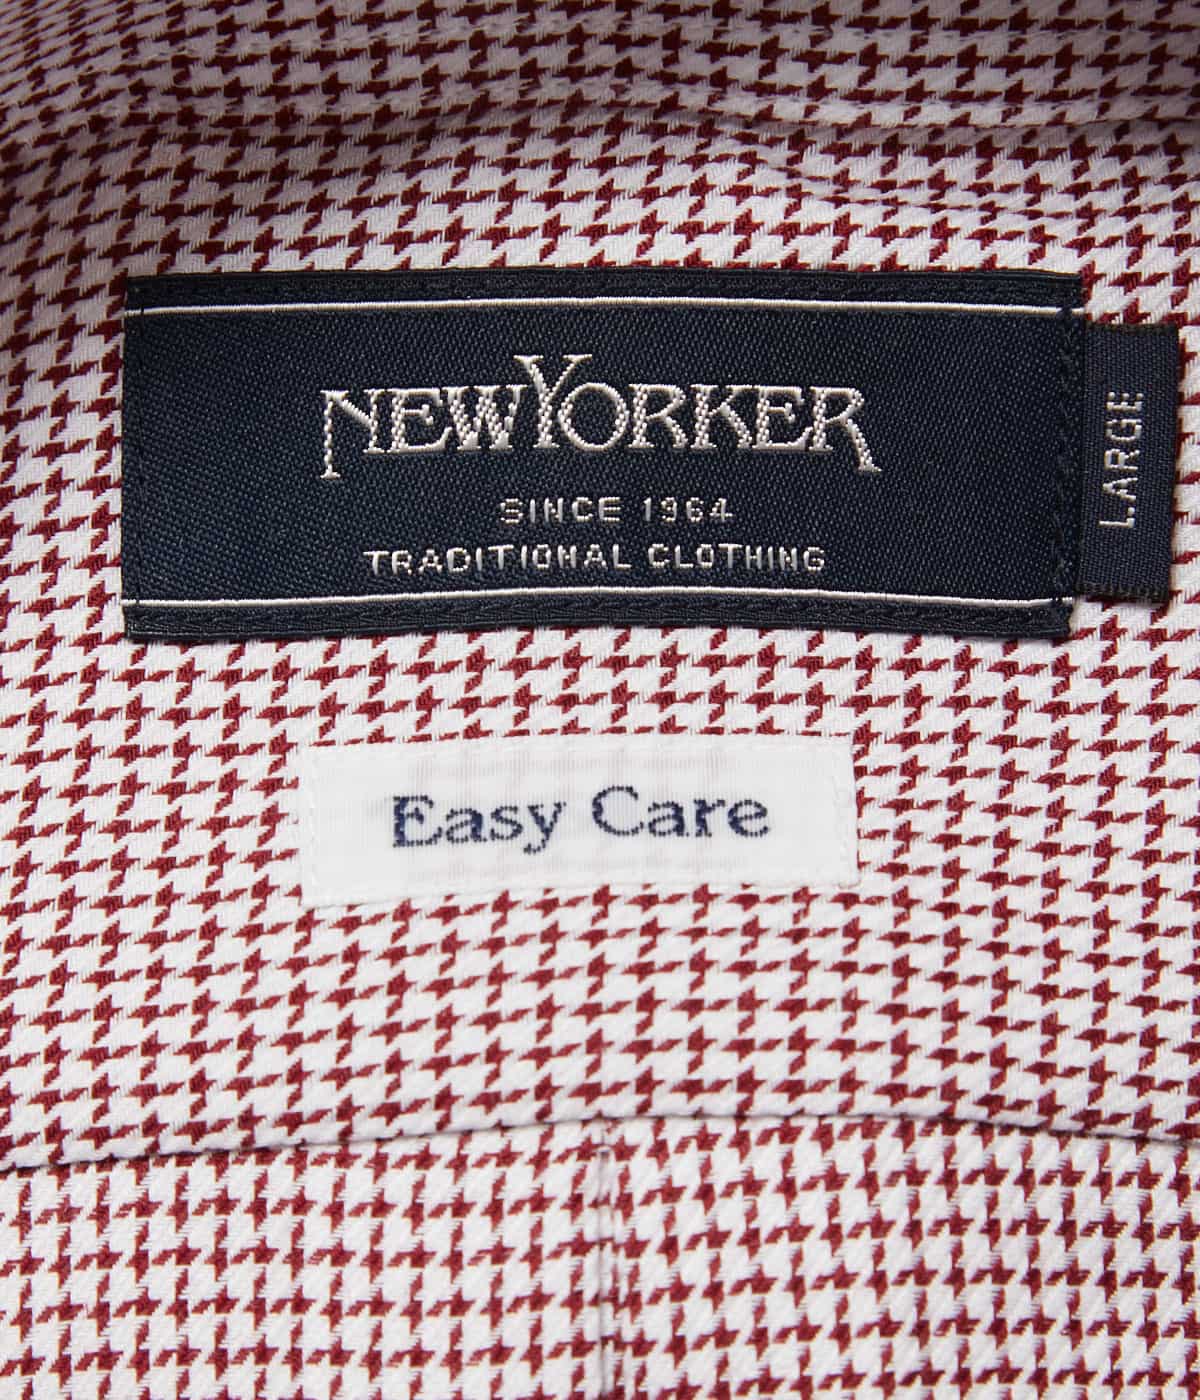 NEWYORKER
SINCE 1964
TRADITIONAL CLOTHING
LARGE
Easy Care